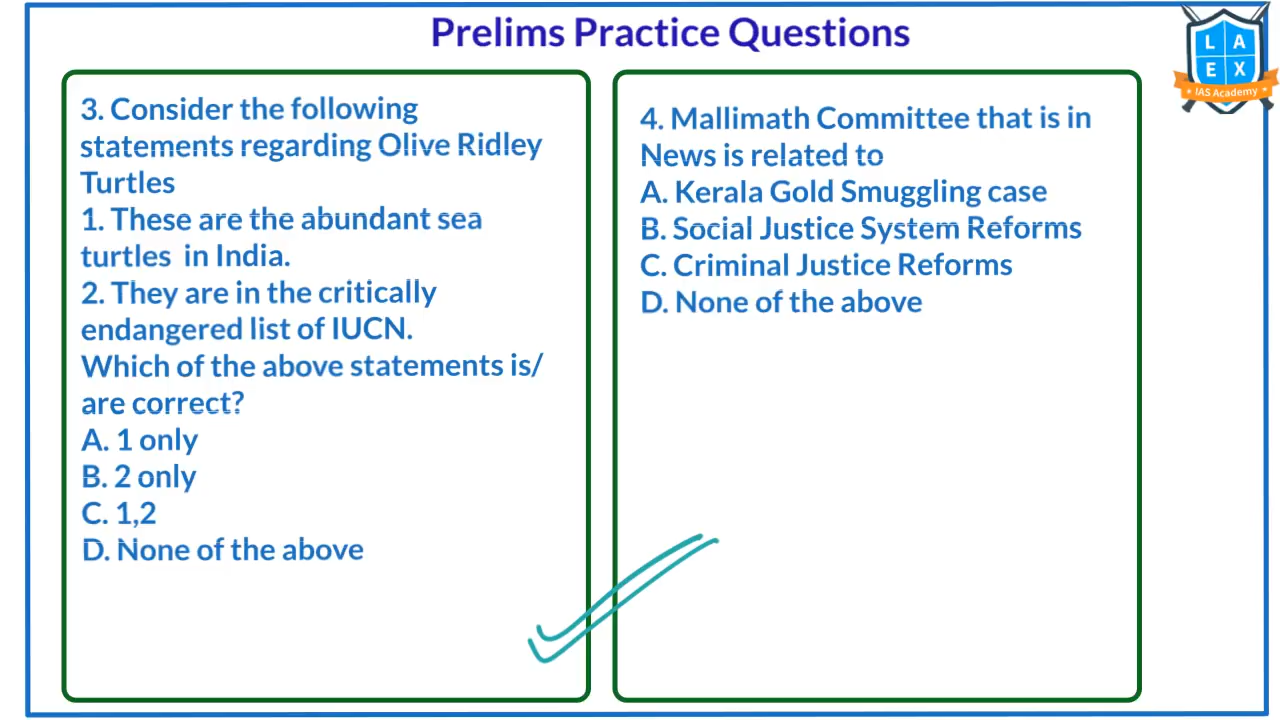 Prelims Practice Questions
L A
E X
IAS Academy
3. Consider the following
statements regarding Olive Ridley
Turtles
1. These are the abundant sea
turtles in India.
2. They are in the critically
endangered list of IUCN.
Which of the above statements is/
are correct?
A. 1 only
B. 2 only
C. 1,2
D. None of the above
4. Mallimath Committee that is in
News is related to
A. Kerala Gold Smuggling case
B. Social Justice System Reforms
C. Criminal Justice Reforms
D. None of the above